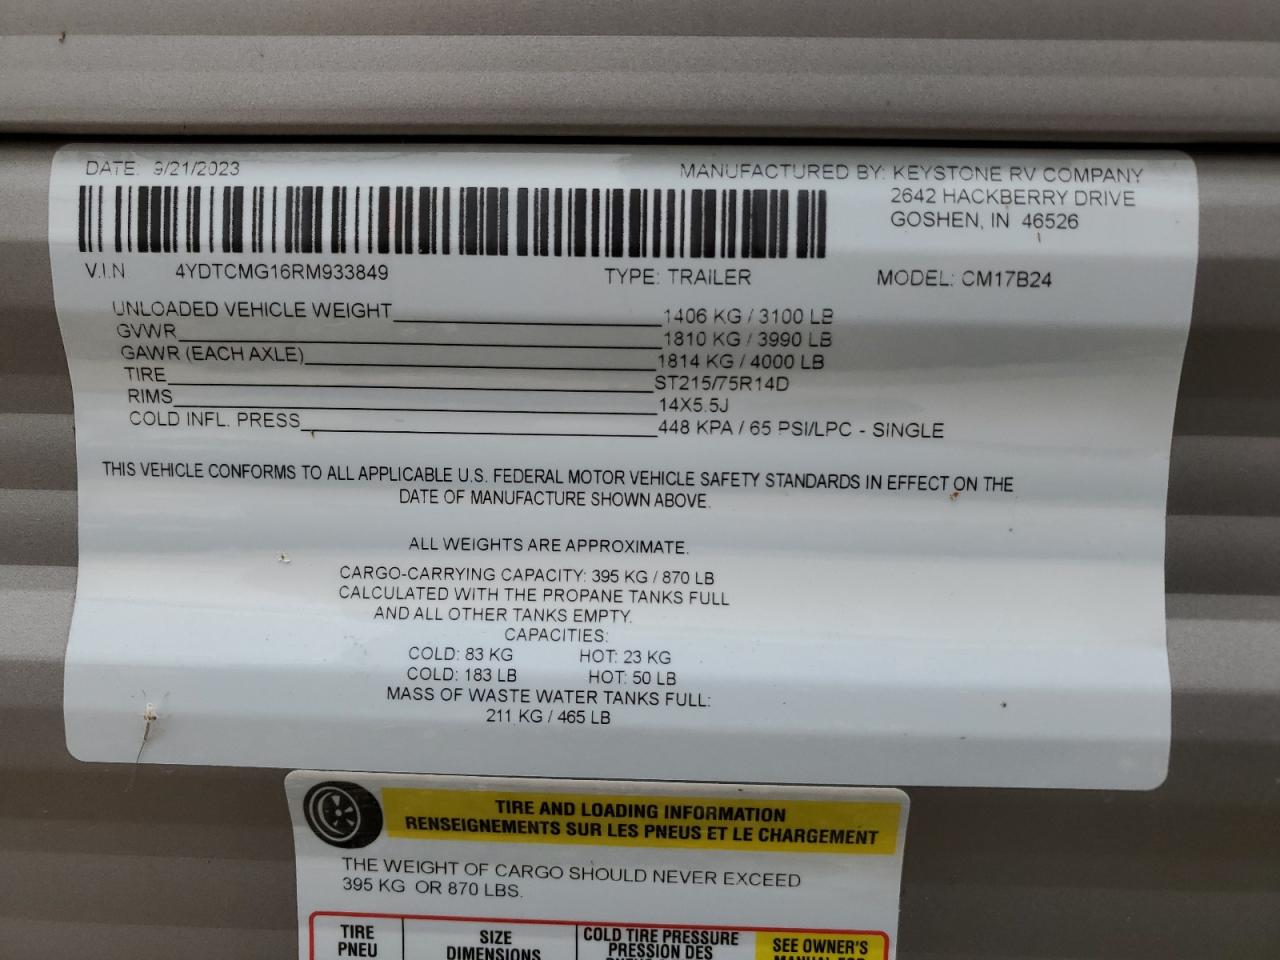 DATE: 9/21/2023
MANUFACTURED BY: KEYSTONE RV COMPANY
2642 HACKBERRY DRIVE
GOSHEN, IN 46526
V.I.N 4YDTCMG16RM933849 TYPE: TRAILER MODEL: CM17B24
UNLOADED VEHICLE WEIGHT 1406 KG / 3100 LB
GVWR 1810 KG / 3990 LB
GAWR (EACH AXLE) 1814 KG / 4000 LB
TIRE ST215/75R14D
RIMS 14X5.5J
COLD INFL. PRESS 448 KPA / 65 PSI/LPC - SINGLE
THIS VEHICLE CONFORMS TO ALL APPLICABLE U.S. FEDERAL MOTOR VEHICLE SAFETY STANDARDS IN EFFECT ON THE
DATE OF MANUFACTURE SHOWN ABOVE.
ALL WEIGHTS ARE APPROXIMATE.
CARGO-CARRYING CAPACITY: 395 KG / 870 LB
CALCULATED WITH THE PROPANE TANKS FULL
AND ALL OTHER TANKS EMPTY.
CAPACITIES:
COLD: 83 KG HOT: 23 KG
COLD: 183 LB HOT: 50 LB
MASS OF WASTE WATER TANKS FULL:
211 KG / 465 LB
TIRE AND LOADING INFORMATION
RENSEIGNEMENTS SUR LES PNEUS ET LE CHARGEMENT
THE WEIGHT OF CARGO SHOULD NEVER EXCEED
395 KG OR 870 LBS.
TIRE
PNEU
SIZE
DIMENSIONS
COLD TIRE PRESSURE
PRESSION DES
SEE OWNER'S